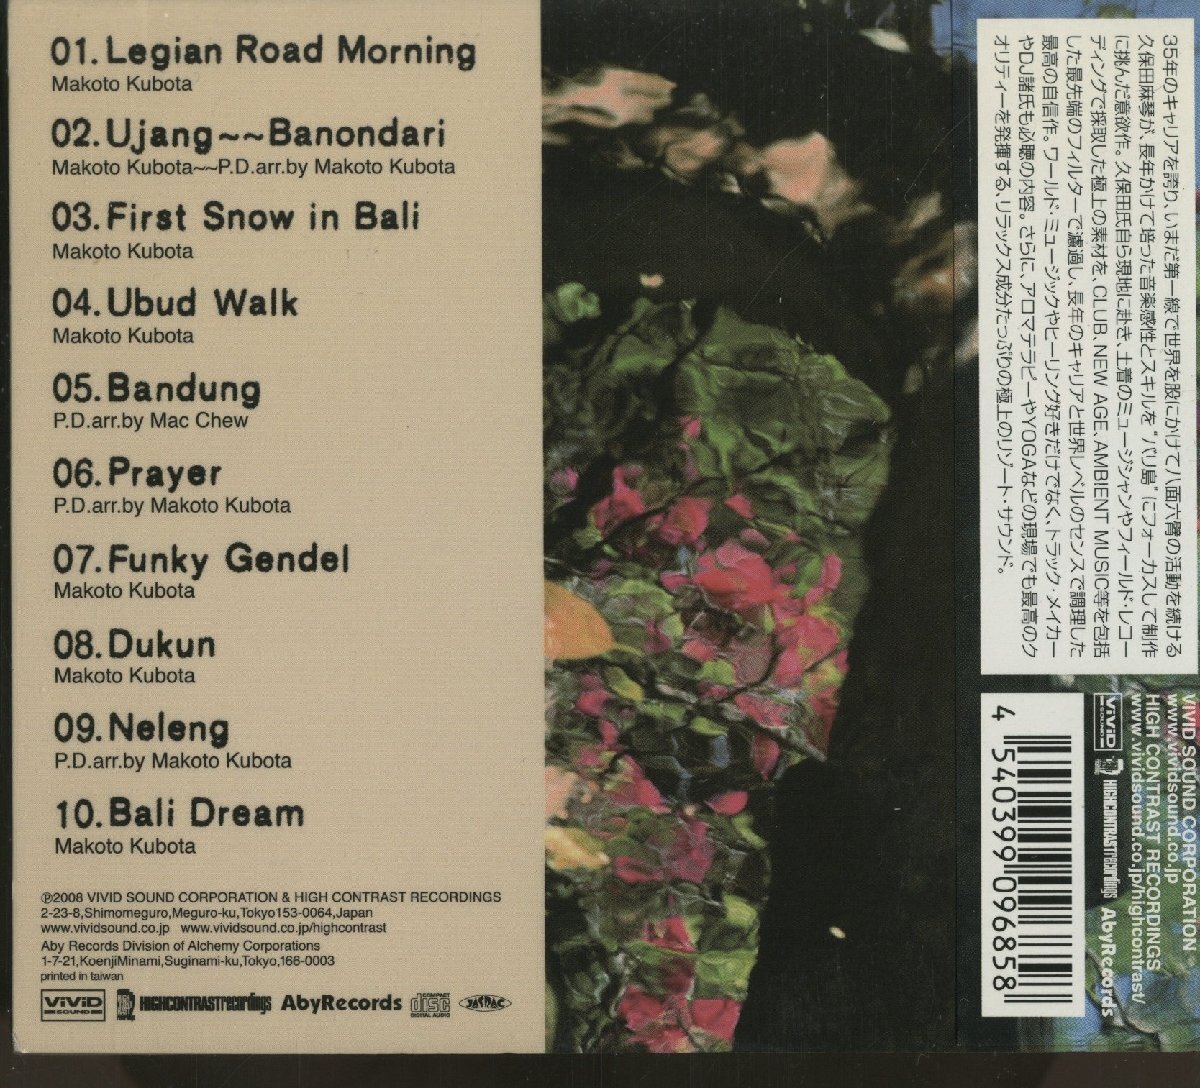 01. Legian Road Morning
Makoto Kubota
02. Ujang~~Banondari
Makoto Kubota~~P.D.arr.by Makoto Kubota
03. First Snow in Bali
Makoto Kubota
04. Ubud Walk
Makoto Kubota
05. Bandung
P.D.arr.by Mac Chew
06. Prayer
P.D.arr.by Makoto Kubota
07. Funky Gendel
Makoto Kubota
08. Dukun
Makoto Kubota
09. Neleng
P.D.arr.by Makoto Kubota
10. Bali Dream
Makoto Kubota
℗2008 VIVID SOUND CORPORATION & HIGH CONTRAST RECORDINGS
2-23-8,Shimomeguro,Meguro-ku,Tokyo153-0064,Japan
www.vividsound.co.jp www.vividsound.co.jp/highcontrast
Aby Records Division of Alchemy Corporations
1-7-21,KoenjiMinami,Suginami-ku,Tokyo,166-0003
printed in taiwan
ViViD SOUND HIGHCONTRASTrecordings AbyRecords COMPACT disc DIGITAL AUDIO JASRAC
35年のキャリアを誇り、いまだ第一線で世界を股にかけて八面六臂の活動を続ける
久保田麻琴が、長年かけて培った音楽感性とスキルを“バリ島”にフォーカスして制作
に挑んだ意欲作。久保田氏自ら現地に赴き、土着のミュージシャンやフィールド・レコー
ディングで採取した極上の素材を、CLUB、NEW AGE、AMBIENT MUSIC等を包括
した最先端のフィルターで濾過し、長年のキャリアと世界レベルのセンスで調理した
最高の自信作。ワールド・ミュージックやヒーリング好きだけでなく、トラック・メイカー
やDJ諸氏も必聴の内容。さらに、アロマテラピーやYOGAなどの現場でも最高のク
オリティーを発揮する、リラックス成分たっぷりの極上のリゾート・サウンド。
VIVID SOUND CORPORATION
www.vividsound.co.jp
HIGH CONTRAST RECORDINGS
www.vividsound.co.jp/highcontrast/
ViViD SOUND HIGHCONTRASTrecordings AbyRecords
4 540399 096858